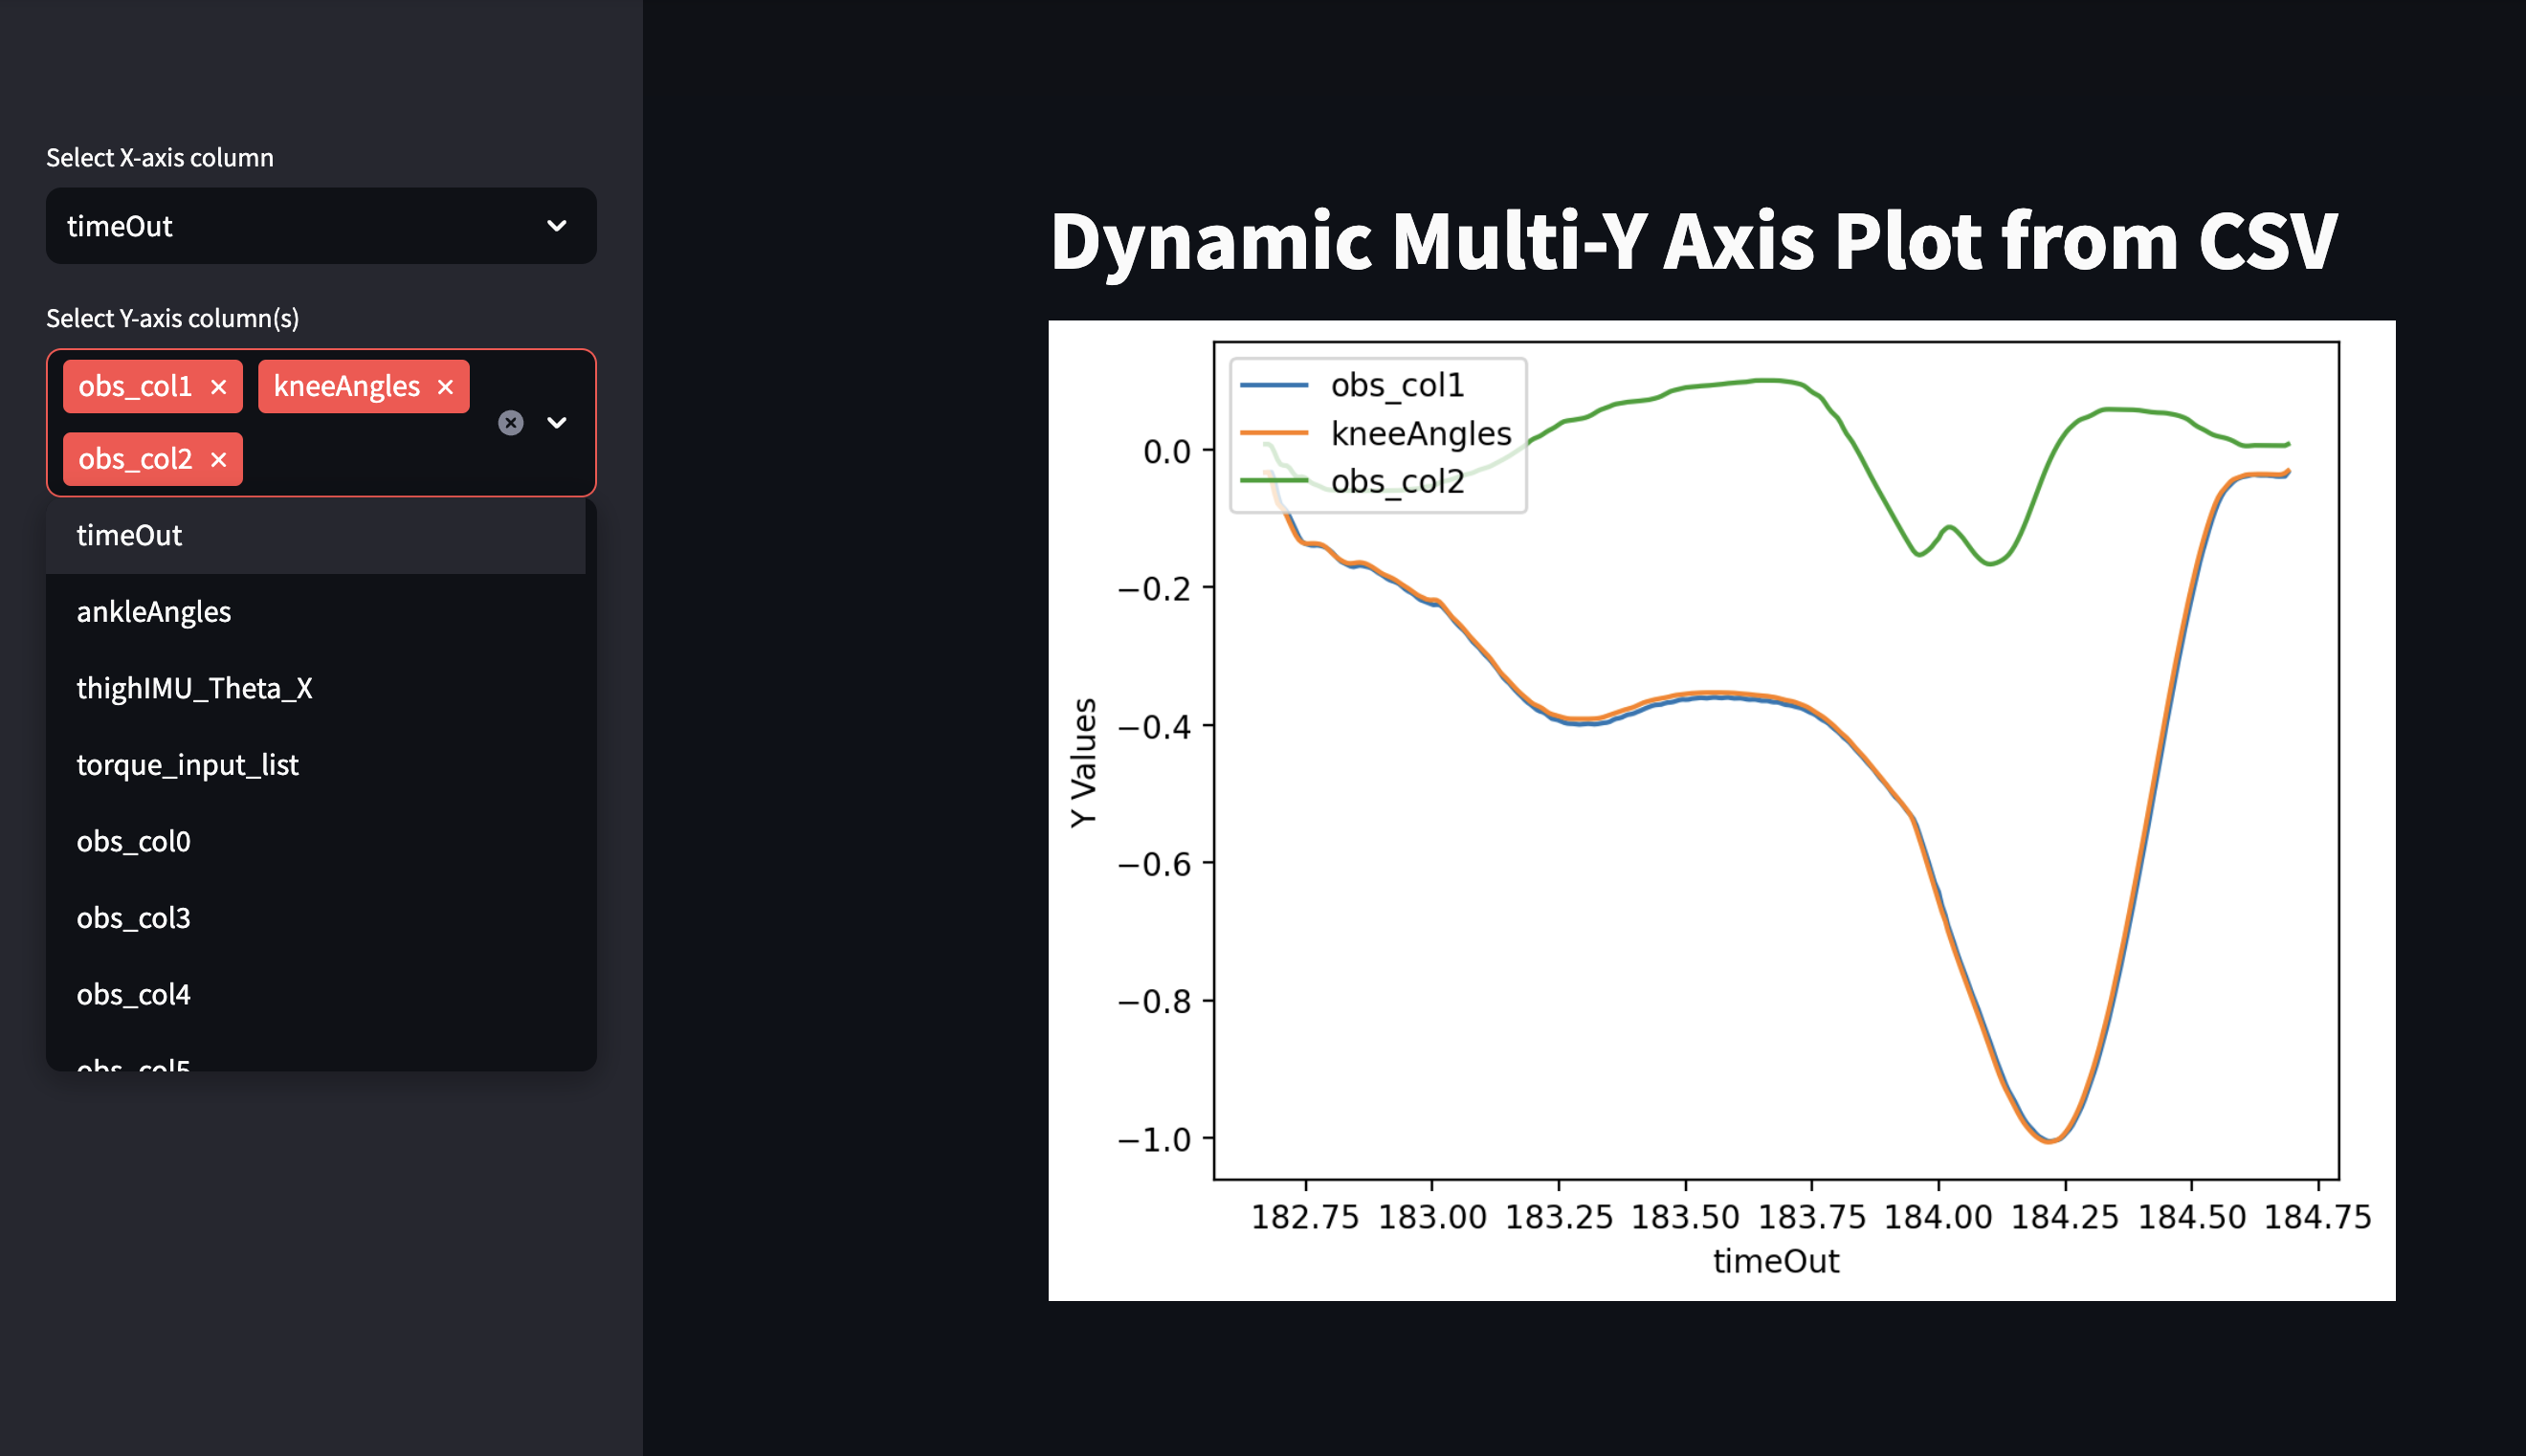 Select X-axis column
timeOut
Select Y-axis column(s)
obs_col1 kneeAngles
obs_col2
timeOut
ankleAngles
thighIMU_Theta_X
torque_input_list
obs_col0
obs_col3
obs_col4
obs_col5
Dynamic Multi-Y Axis Plot from CSV
obs_col1
kneeAngles
obs_col2
Y Values
0.0
−0.2
−0.4
−0.6
−0.8
−1.0
182.75 183.00 183.25 183.50 183.75 184.00 184.25 184.50 184.75
timeOut